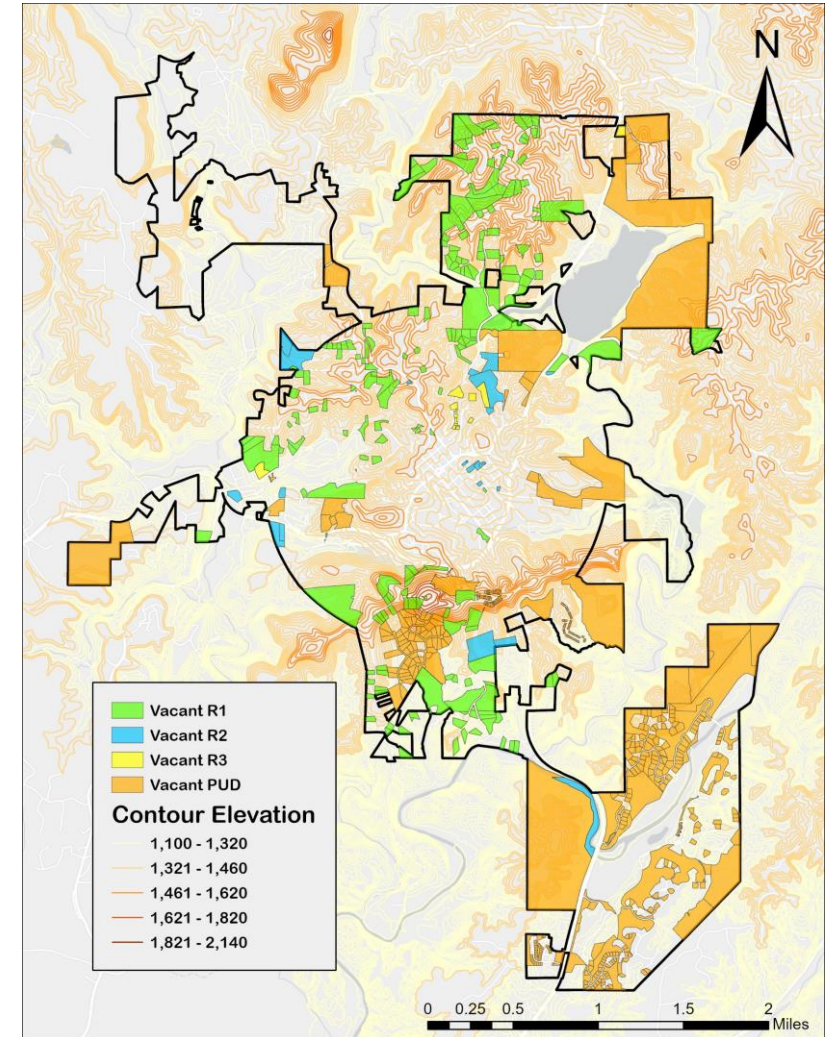 N
Vacant R1
Vacant R2
Vacant R3
Vacant PUD
Contour Elevation
1,100 - 1,320
1,321 - 1,460
1,461 - 1,620
1,621 - 1,820
1,821 - 2,140
0 0.25 0.5 1 1.5 2
Miles